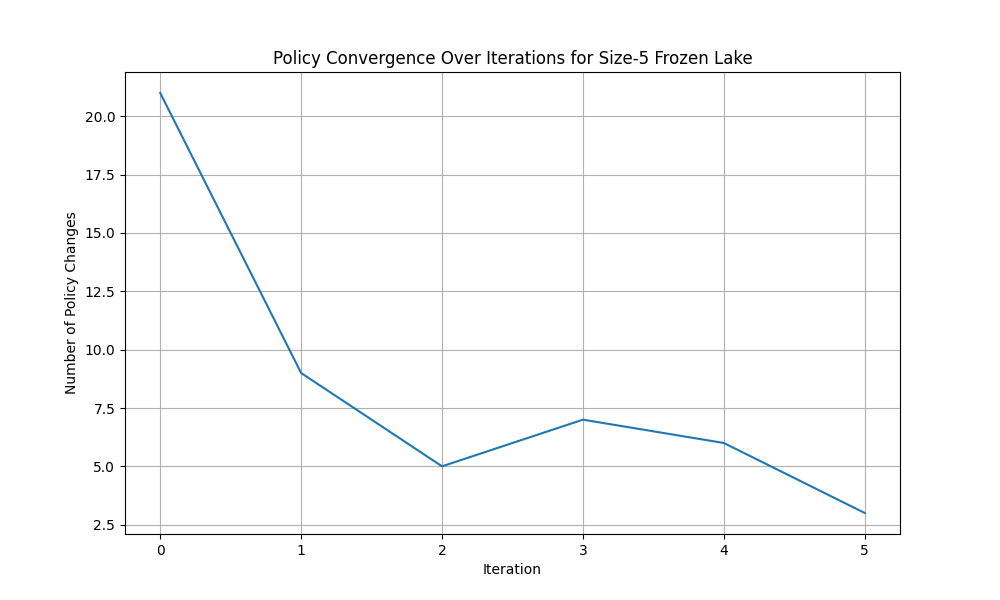 Policy Convergence Over Iterations for Size-5 Frozen Lake
20.0
17.5
15.0
12.5
10.0
7.5
5.0
2.5
Number of Policy Changes
0 1 2 3 4 5
Iteration